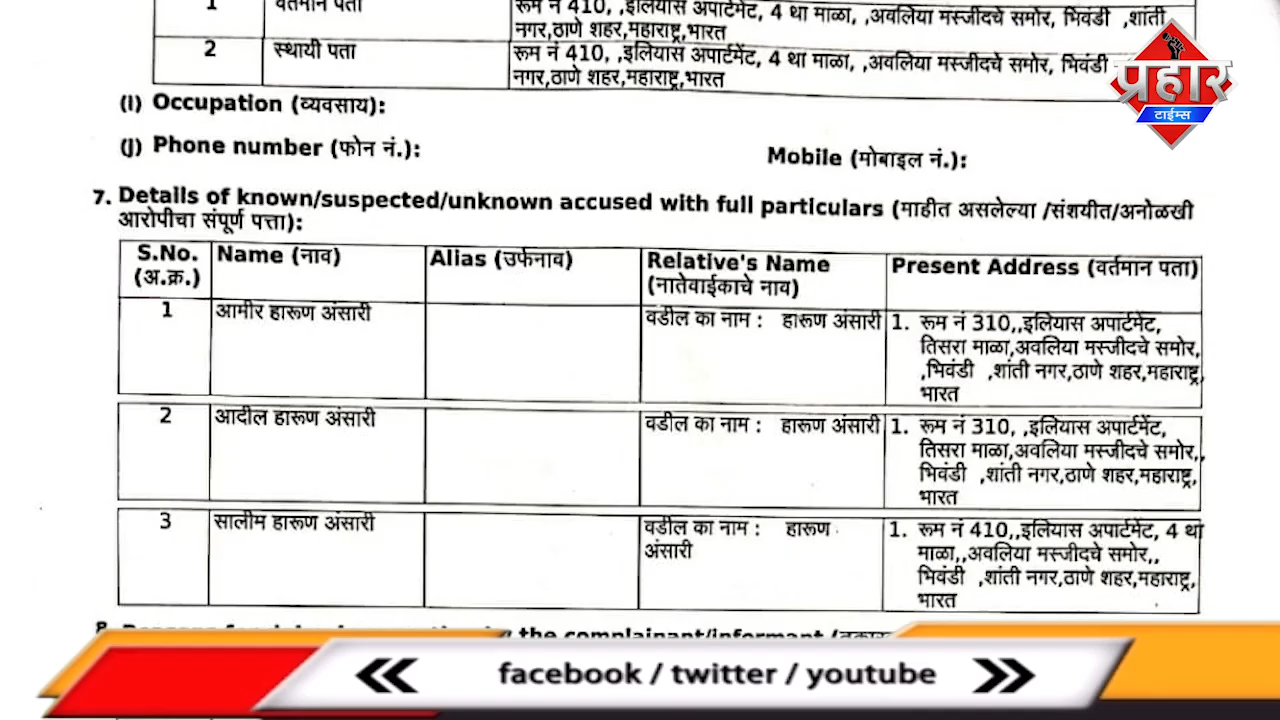 1 वर्तमान पता रूम नं 410, ,इलियास अपार्टमेंट, 4 था माळा, ,अवलिया मस्जीदचे समोर, भिवंडी ,शांती
नगर,ठाणे शहर,महाराष्ट्र,भारत
2 स्थायी पता रूम नं 410, ,इलियास अपार्टमेंट, 4 था माळा, ,अवलिया मस्जीदचे समोर, भिवंडी
नगर,ठाणे शहर,महाराष्ट्र,भारत
प्रहार
टाईम्स
(I) Occupation (व्यवसाय):
(J) Phone number (फोन नं.): Mobile (मोबाइल नं.):
7. Details of known/suspected/unknown accused with full particulars (माहीत असलेल्या /संशयीत/अनोळखी
आरोपीचा संपूर्ण पत्ता):
S.No. Name (नाव) Alias (उर्फनाव) Relative's Name Present Address (वर्तमान पता)
(अ.क्र.) (नातेवाईकाचे नाव)
1 आमीर हारूण अंसारी वडील का नाम : हारूण अंसारी 1. रूम नं 310,,इलियास अपार्टमेंट,
तिसरा माळा,अवलिया मस्जीदचे समोर,
,भिवंडी ,शांती नगर,ठाणे शहर,महाराष्ट्र,
भारत
2 आदील हारूण अंसारी वडील का नाम : हारूण अंसारी 1. रूम नं 310, ,इलियास अपार्टमेंट,
तिसरा माळा,अवलिया मस्जीदचे समोर,,
भिवंडी ,शांती नगर,ठाणे शहर,महाराष्ट्र,
भारत
3 सालीम हारूण अंसारी वडील का नाम : हारूण 1. रूम नं 410,,इलियास अपार्टमेंट, 4 था
अंसारी माळा,,अवलिया मस्जीदचे समोर,,
भिवंडी ,शांती नगर,ठाणे शहर,महाराष्ट्र,
भारत
8. the complainant/informant
facebook / twitter / youtube